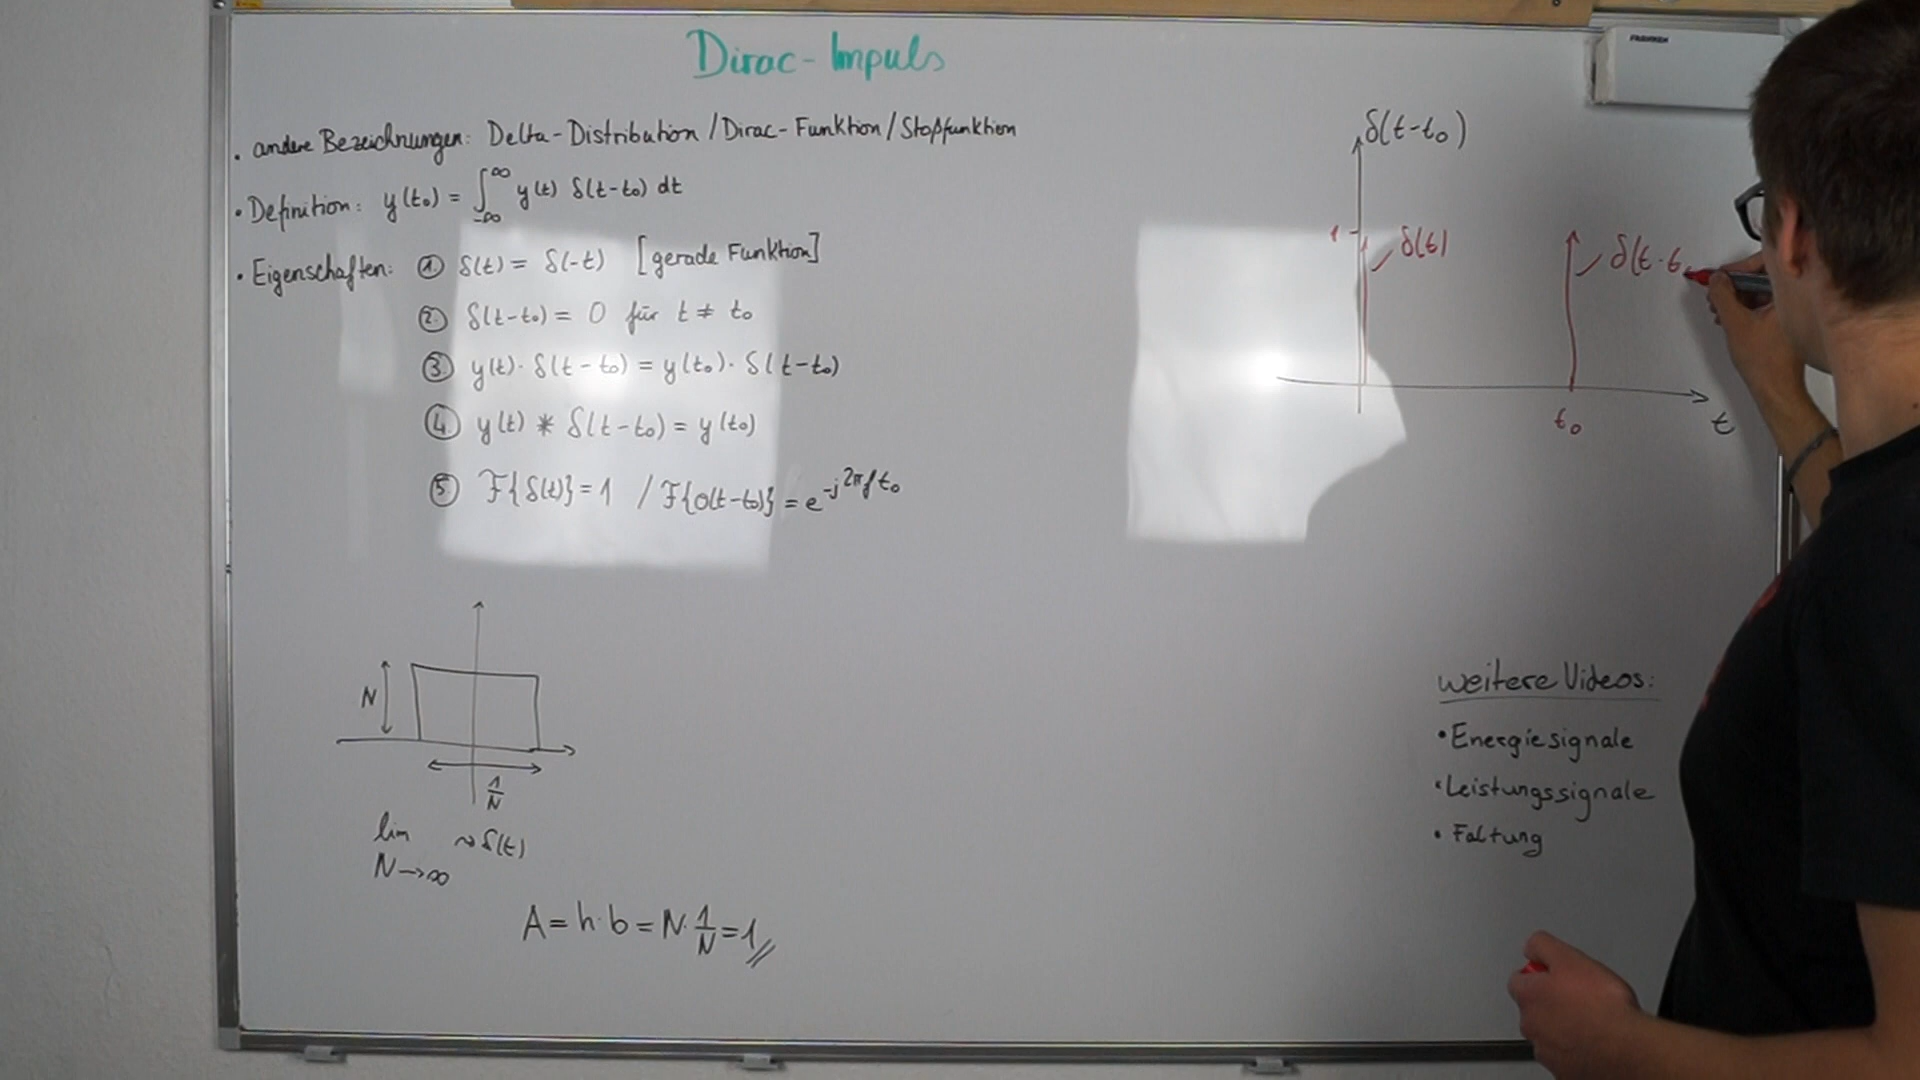 Dirac-Impuls
• andere Bezeichnungen: Delta-Distribution / Dirac-Funktion / Stoßfunktion
• Definition: y(t₀) = ∫_{-∞}^{∞} y(t) δ(t-t₀) dt
• Eigenschaften: ① δ(t) = δ(-t) [gerade Funktion]
② δ(t-t₀) = 0 für t ≠ t₀
③ y(t)· δ(t-t₀) = y(t₀)· δ(t-t₀)
④ y(t) * δ(t-t₀) = y(t₀)
⑤ F{δ(t)} = 1 / F{δ(t-t₀)} = e^{-j2πft₀}
N
1/N
lim N→∞ ~ δ(t)
A = h·b = N·1/N = 1
FRANKEN
δ(t-t₀)
1
δ(t)
δ(t-t₀
t₀
t
weitere Videos:
• Energiesignale
• Leistungssignale
• Faltung